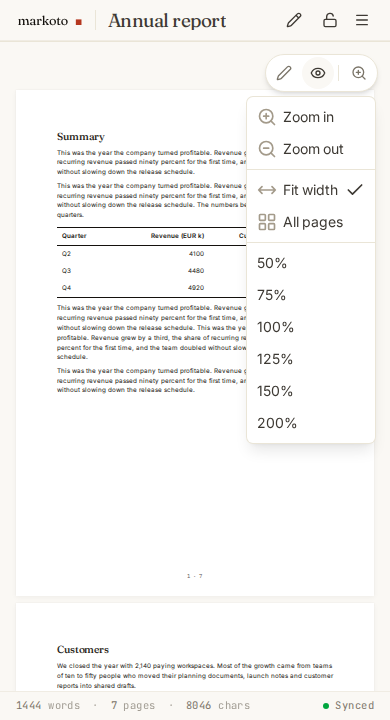 markoto
Annual report
Zoom in
Zoom out
Fit width
All pages
50%
75%
100%
125%
150%
200%
Summary
This was the year the company turned profitable. Revenue
recurring revenue passed ninety percent for the first time,
without slowing down the release schedule.
This was the year the company turned profitable. Revenue
recurring revenue passed ninety percent for the first time,
without slowing down the release schedule. The numbers
quarters.
Quarter Revenue (EUR k)
Q2 4100
Q3 4480
Q4 4920
This was the year the company turned profitable. Revenue
recurring revenue passed ninety percent for the first time,
without slowing down the release schedule. This was the
profitable. Revenue grew by a third, the share of recurring
percent for the first time, and the team doubled without
schedule.
This was the year the company turned profitable. Revenue
recurring revenue passed ninety percent for the first time,
without slowing down the release schedule.
1 - 7
Customers
We closed the year with 2,140 paying workspaces. Most of the growth came from teams
of ten to fifty people who moved their planning documents, launch notes and customer
reports into shared drafts.
1444 words · 7 pages · 8046 chars
Synced